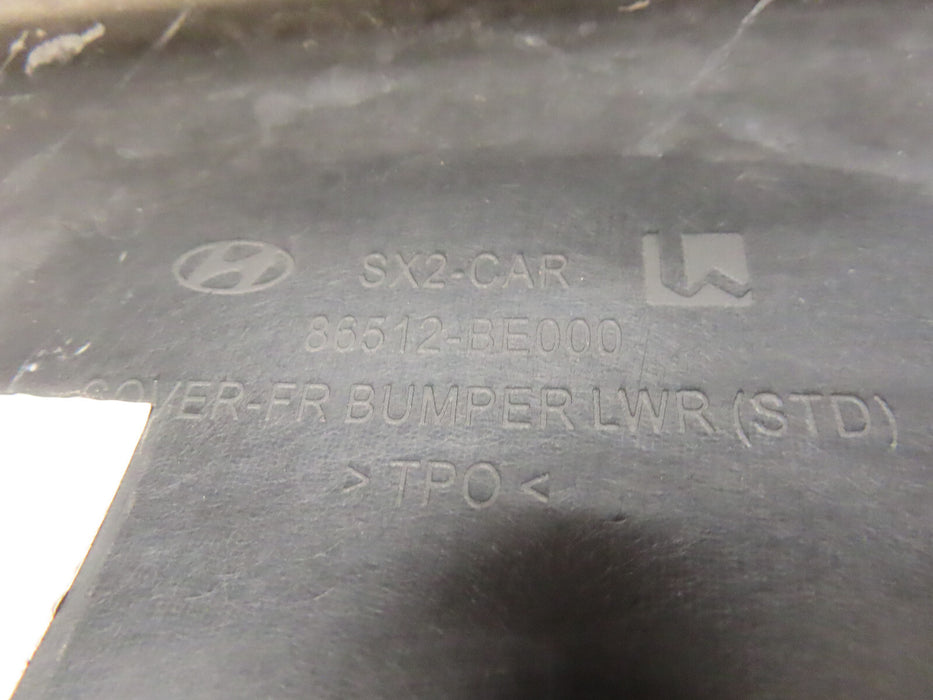 SX2-CAR
86512-BE000
COVER-FR BUMPER LWR (STD)
> TPO <